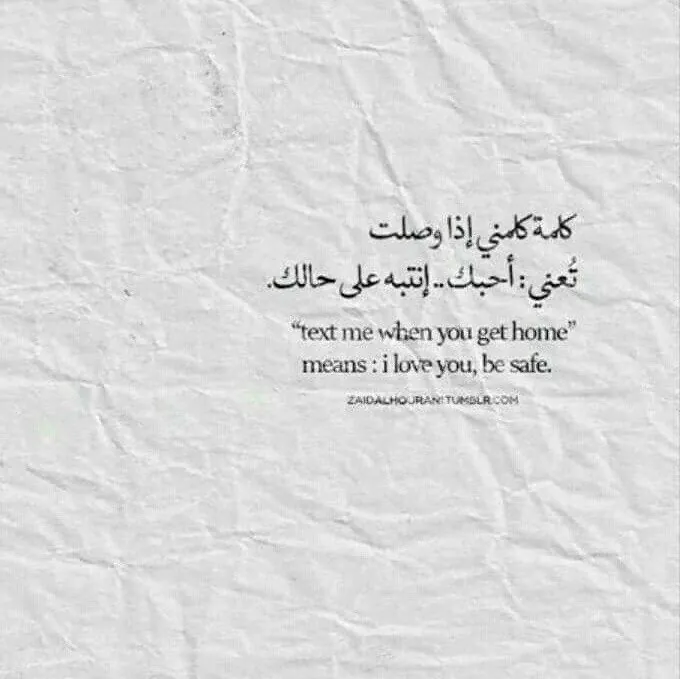 كلمة كلمني إذا وصلت
تُعني : أحبك .. إنتبه على حالك.
“text me when you get home”
means : i love you, be safe.
ZAIDALHOURANI.TUMBLR.COM